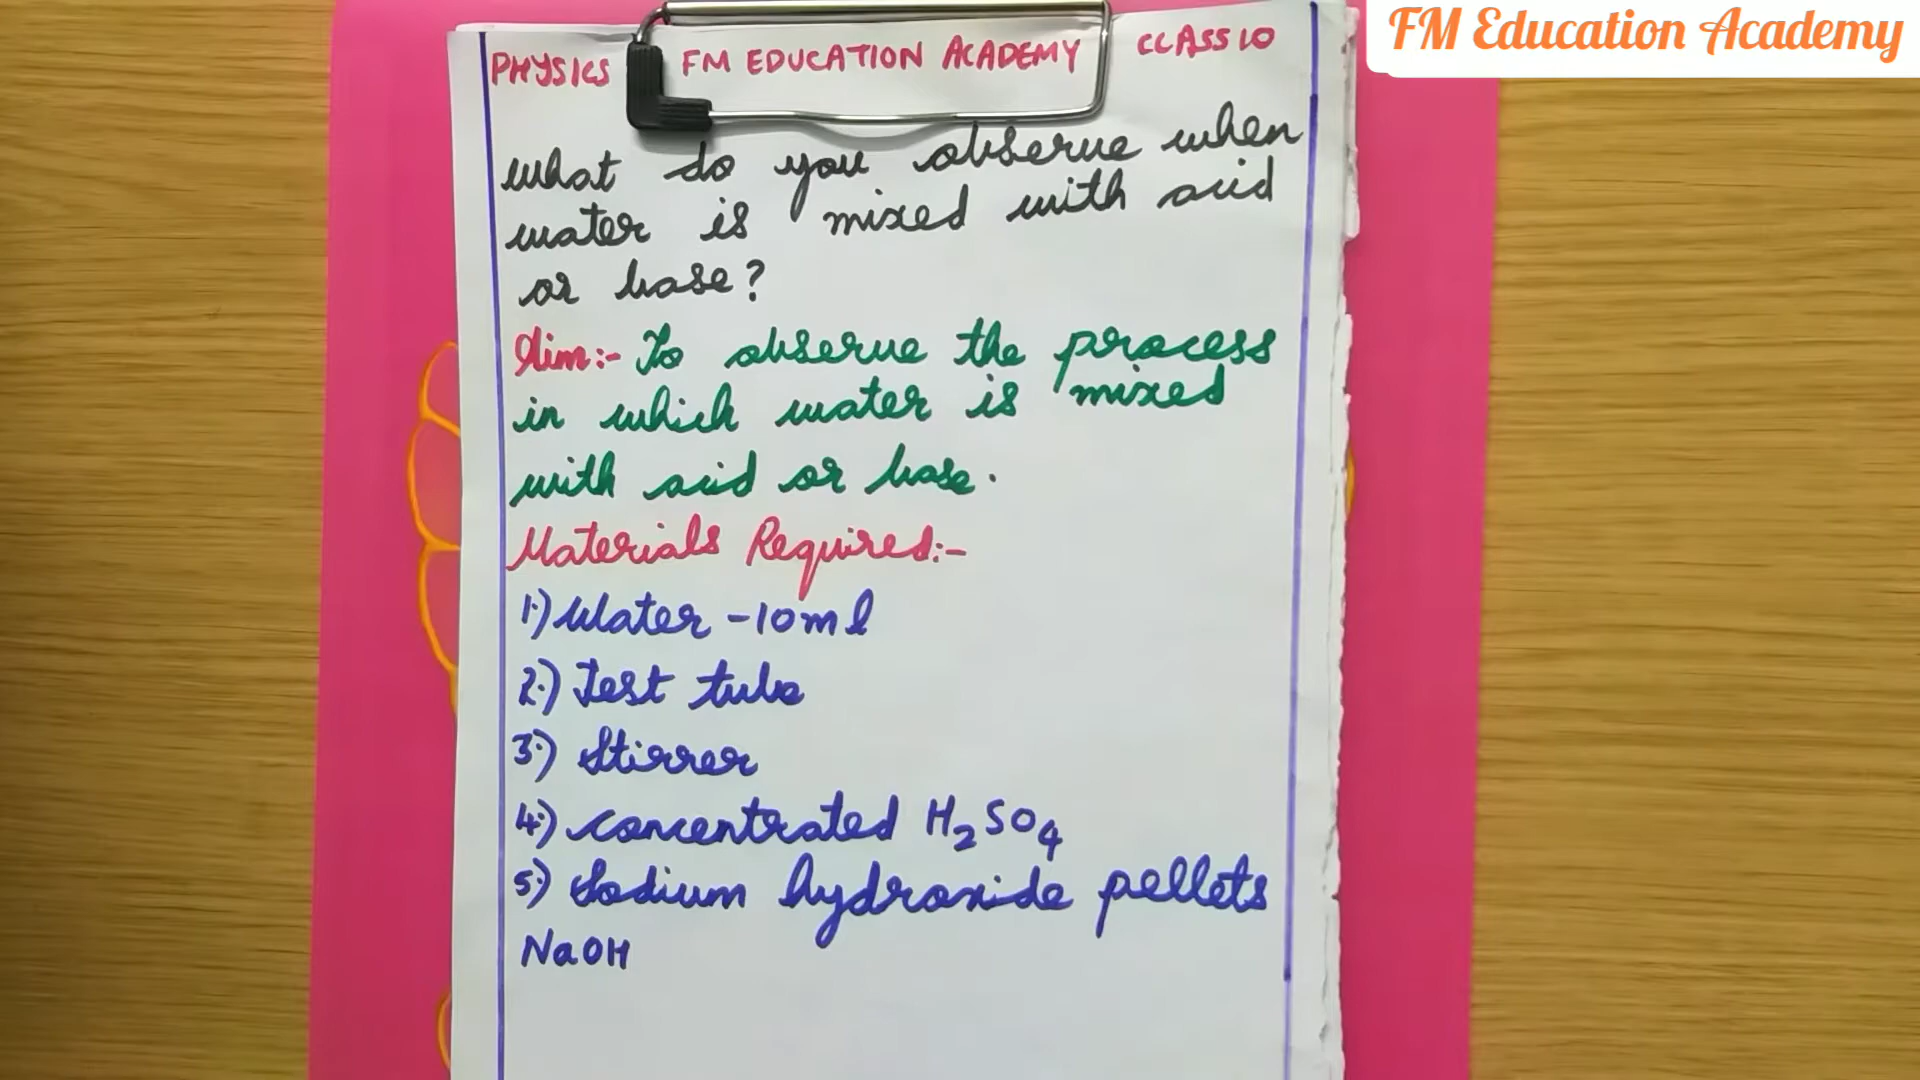 FM Education Academy
PHYSICS FM EDUCATION ACADEMY CLASS 10
What do you observe when
water is mixed with acid
or base?
Aim:- To observe the process
in which water is mixed
with acid or base.
Materials Required:-
1.) Water - 10ml
2.) Test tube
3.) Stirrer
4.) concentrated H₂SO₄
5.) Sodium hydroxide pellets
NaOH